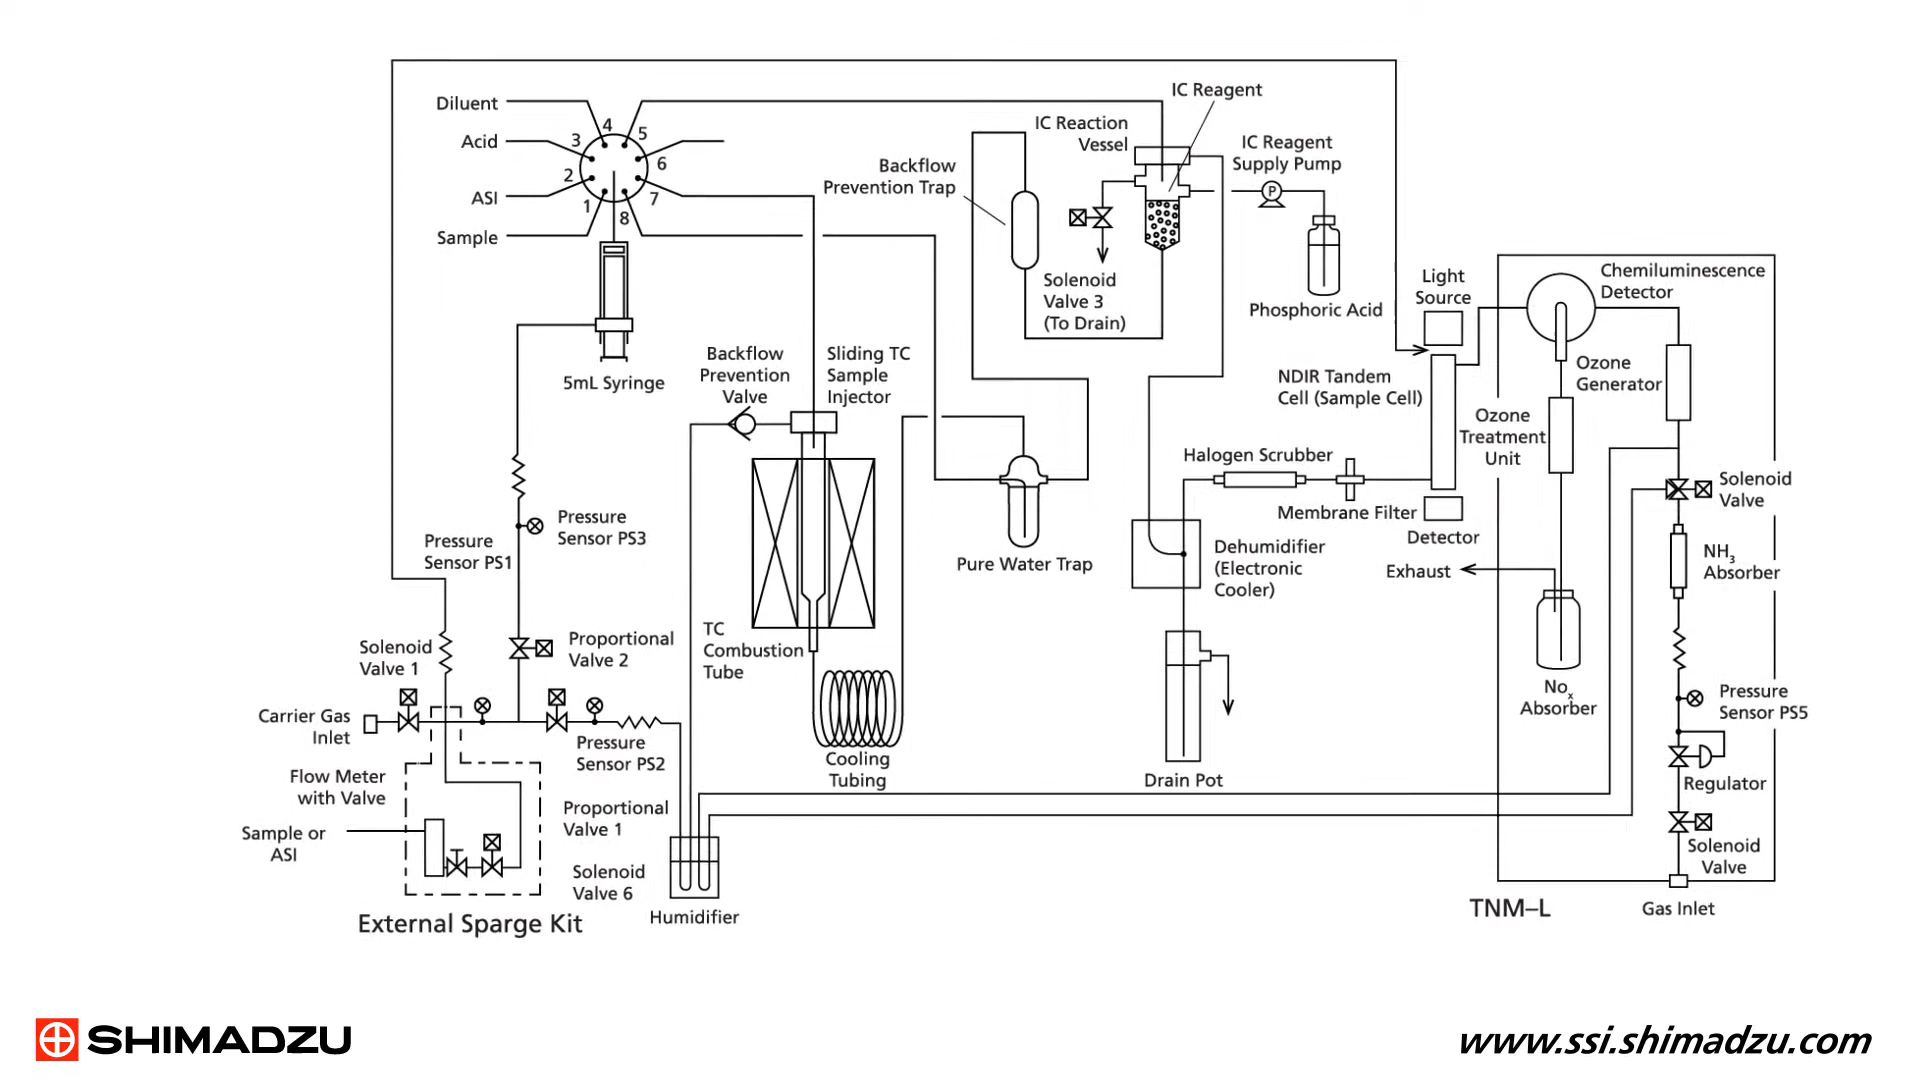 Diluent
Acid
ASI
Sample
4
3
2
1
5
6
7
8
5mL Syringe
IC Reagent
IC Reaction
Vessel
Backflow
Prevention Trap
IC Reagent
Supply Pump
P
Solenoid
Valve 3
(To Drain)
Phosphoric Acid
Light
Source
Chemiluminescence
Detector
Ozone
Generator
NDIR Tandem
Cell (Sample Cell)
Ozone
Treatment
Unit
Backflow
Prevention
Valve
Sliding TC
Sample
Injector
Halogen Scrubber
Membrane Filter
Detector
Solenoid
Valve
Pressure
Sensor PS3
Pressure
Sensor PS1
Pure Water Trap
Dehumidifier
(Electronic
Cooler)
Exhaust
NH3
Absorber
Solenoid
Valve 1
Proportional
Valve 2
TC
Combustion
Tube
Nox
Absorber
Pressure
Sensor PS5
Carrier Gas
Inlet
Pressure
Sensor PS2
Cooling
Tubing
Drain Pot
Regulator
Flow Meter
with Valve
Proportional
Valve 1
Sample or
ASI
Solenoid
Valve 6
Solenoid
Valve
External Sparge Kit
Humidifier
TNM–L
Gas Inlet
SHIMADZU
www.ssi.shimadzu.com